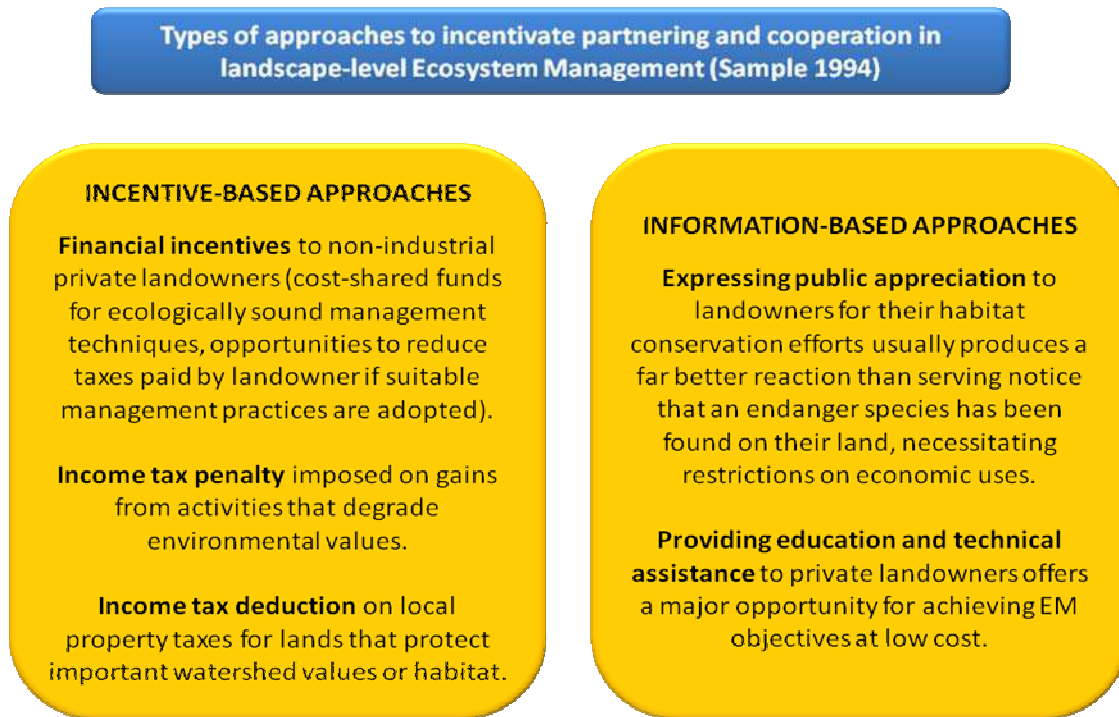 Types of approaches to incentivate partnering and cooperation in
landscape-level Ecosystem Management (Sample 1994)
INCENTIVE-BASED APPROACHES
Financial incentives to non-industrial
private landowners (cost-shared funds
for ecologically sound management
techniques, opportunities to reduce
taxes paid by landowner if suitable
management practices are adopted).
Income tax penalty imposed on gains
from activities that degrade
environmental values.
Income tax deduction on local
property taxes for lands that protect
important watershed values or habitat.
INFORMATION-BASED APPROACHES
Expressing public appreciation to
landowners for their habitat
conservation efforts usually produces a
far better reaction than serving notice
that an endanger species has been
found on their land, necessitating
restrictions on economic uses.
Providing education and technical
assistance to private landowners offers
a major opportunity for achieving EM
objectives at low cost.